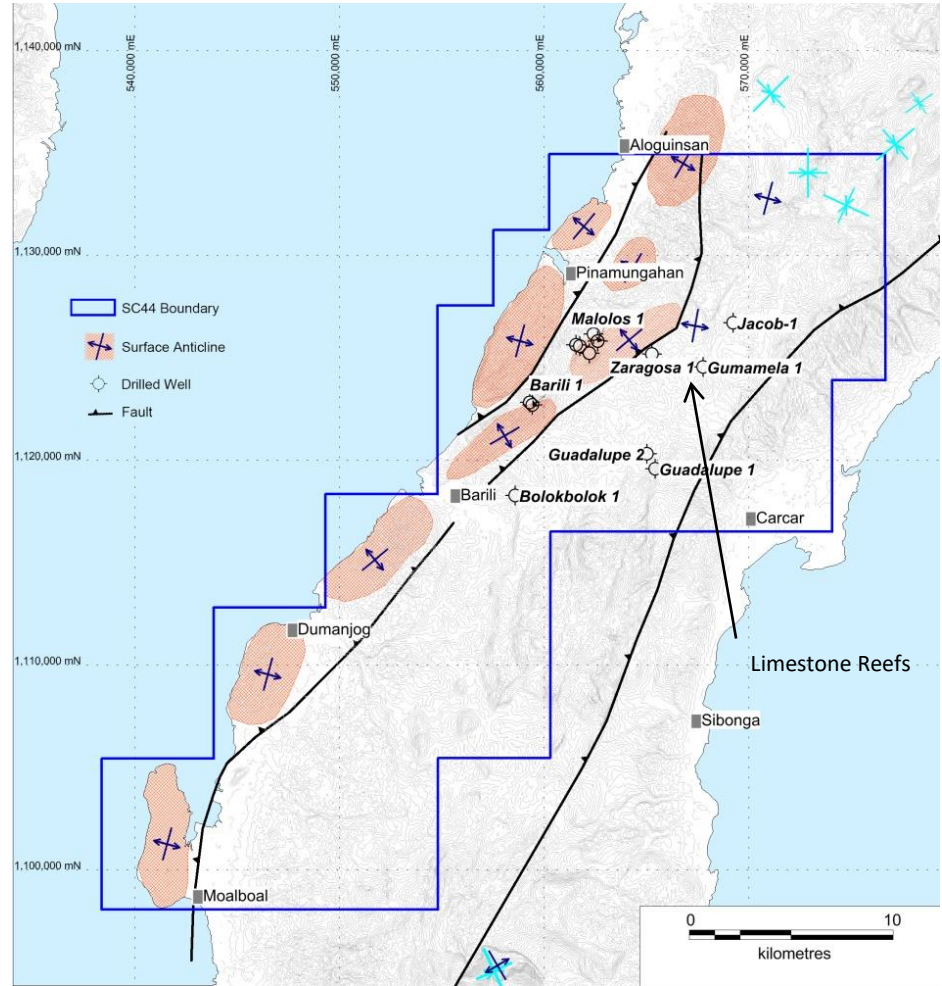 540,000 mE
550,000 mE
560,000 mE
570,000 mE
1,140,000 mN
Aloguinsan
1,130,000 mN
Pinamungahan
SC44 Boundary
Surface Anticline
Drilled Well
Fault
Malolos 1
Jacob-1
Zaragosa 1
Gumamela 1
Barili 1
1,120,000 mN
Guadalupe 2
Guadalupe 1
Barili
Bolokbolok 1
Carcar
Dumanjog
1,110,000 mN
Limestone Reefs
Sibonga
1,100,000 mN
Moalboal
0
10
kilometres